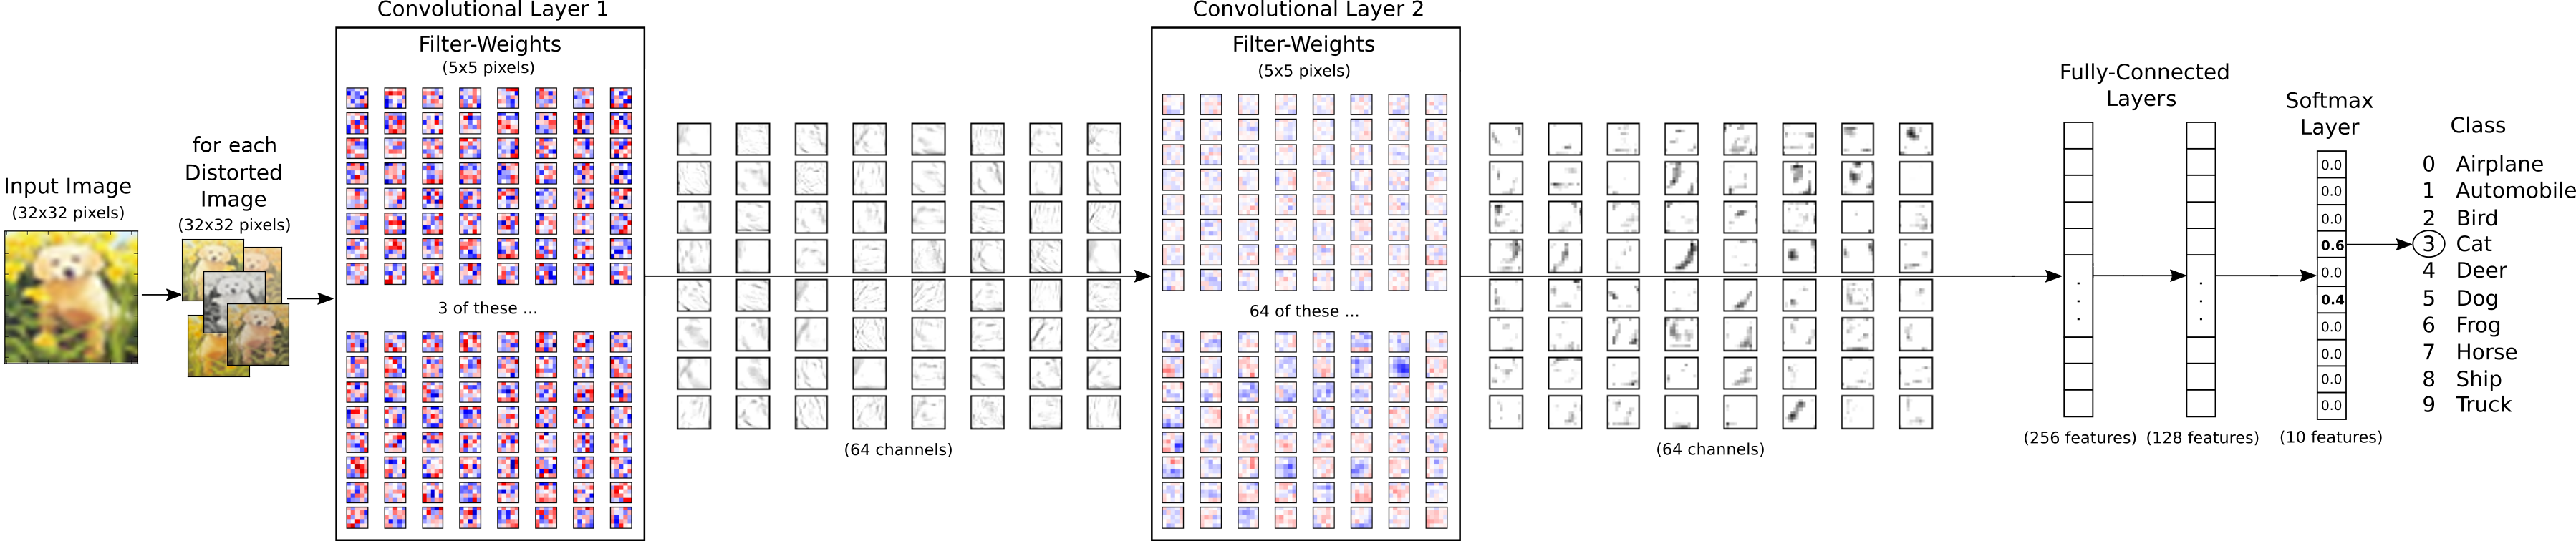 Input Image
(32x32 pixels)
for each
Distorted
Image
(32x32 pixels)
Convolutional Layer 1
Filter-Weights
(5x5 pixels)
3 of these ...
(64 channels)
Convolutional Layer 2
Filter-Weights
(5x5 pixels)
64 of these ...
(64 channels)
Fully-Connected
Layers
(256 features)
(128 features)
Softmax
Layer
0.0
0.0
0.0
0.6
0.0
0.4
0.0
0.0
0.0
0.0
(10 features)
Class
0 Airplane
1 Automobile
2 Bird
3 Cat
4 Deer
5 Dog
6 Frog
7 Horse
8 Ship
9 Truck